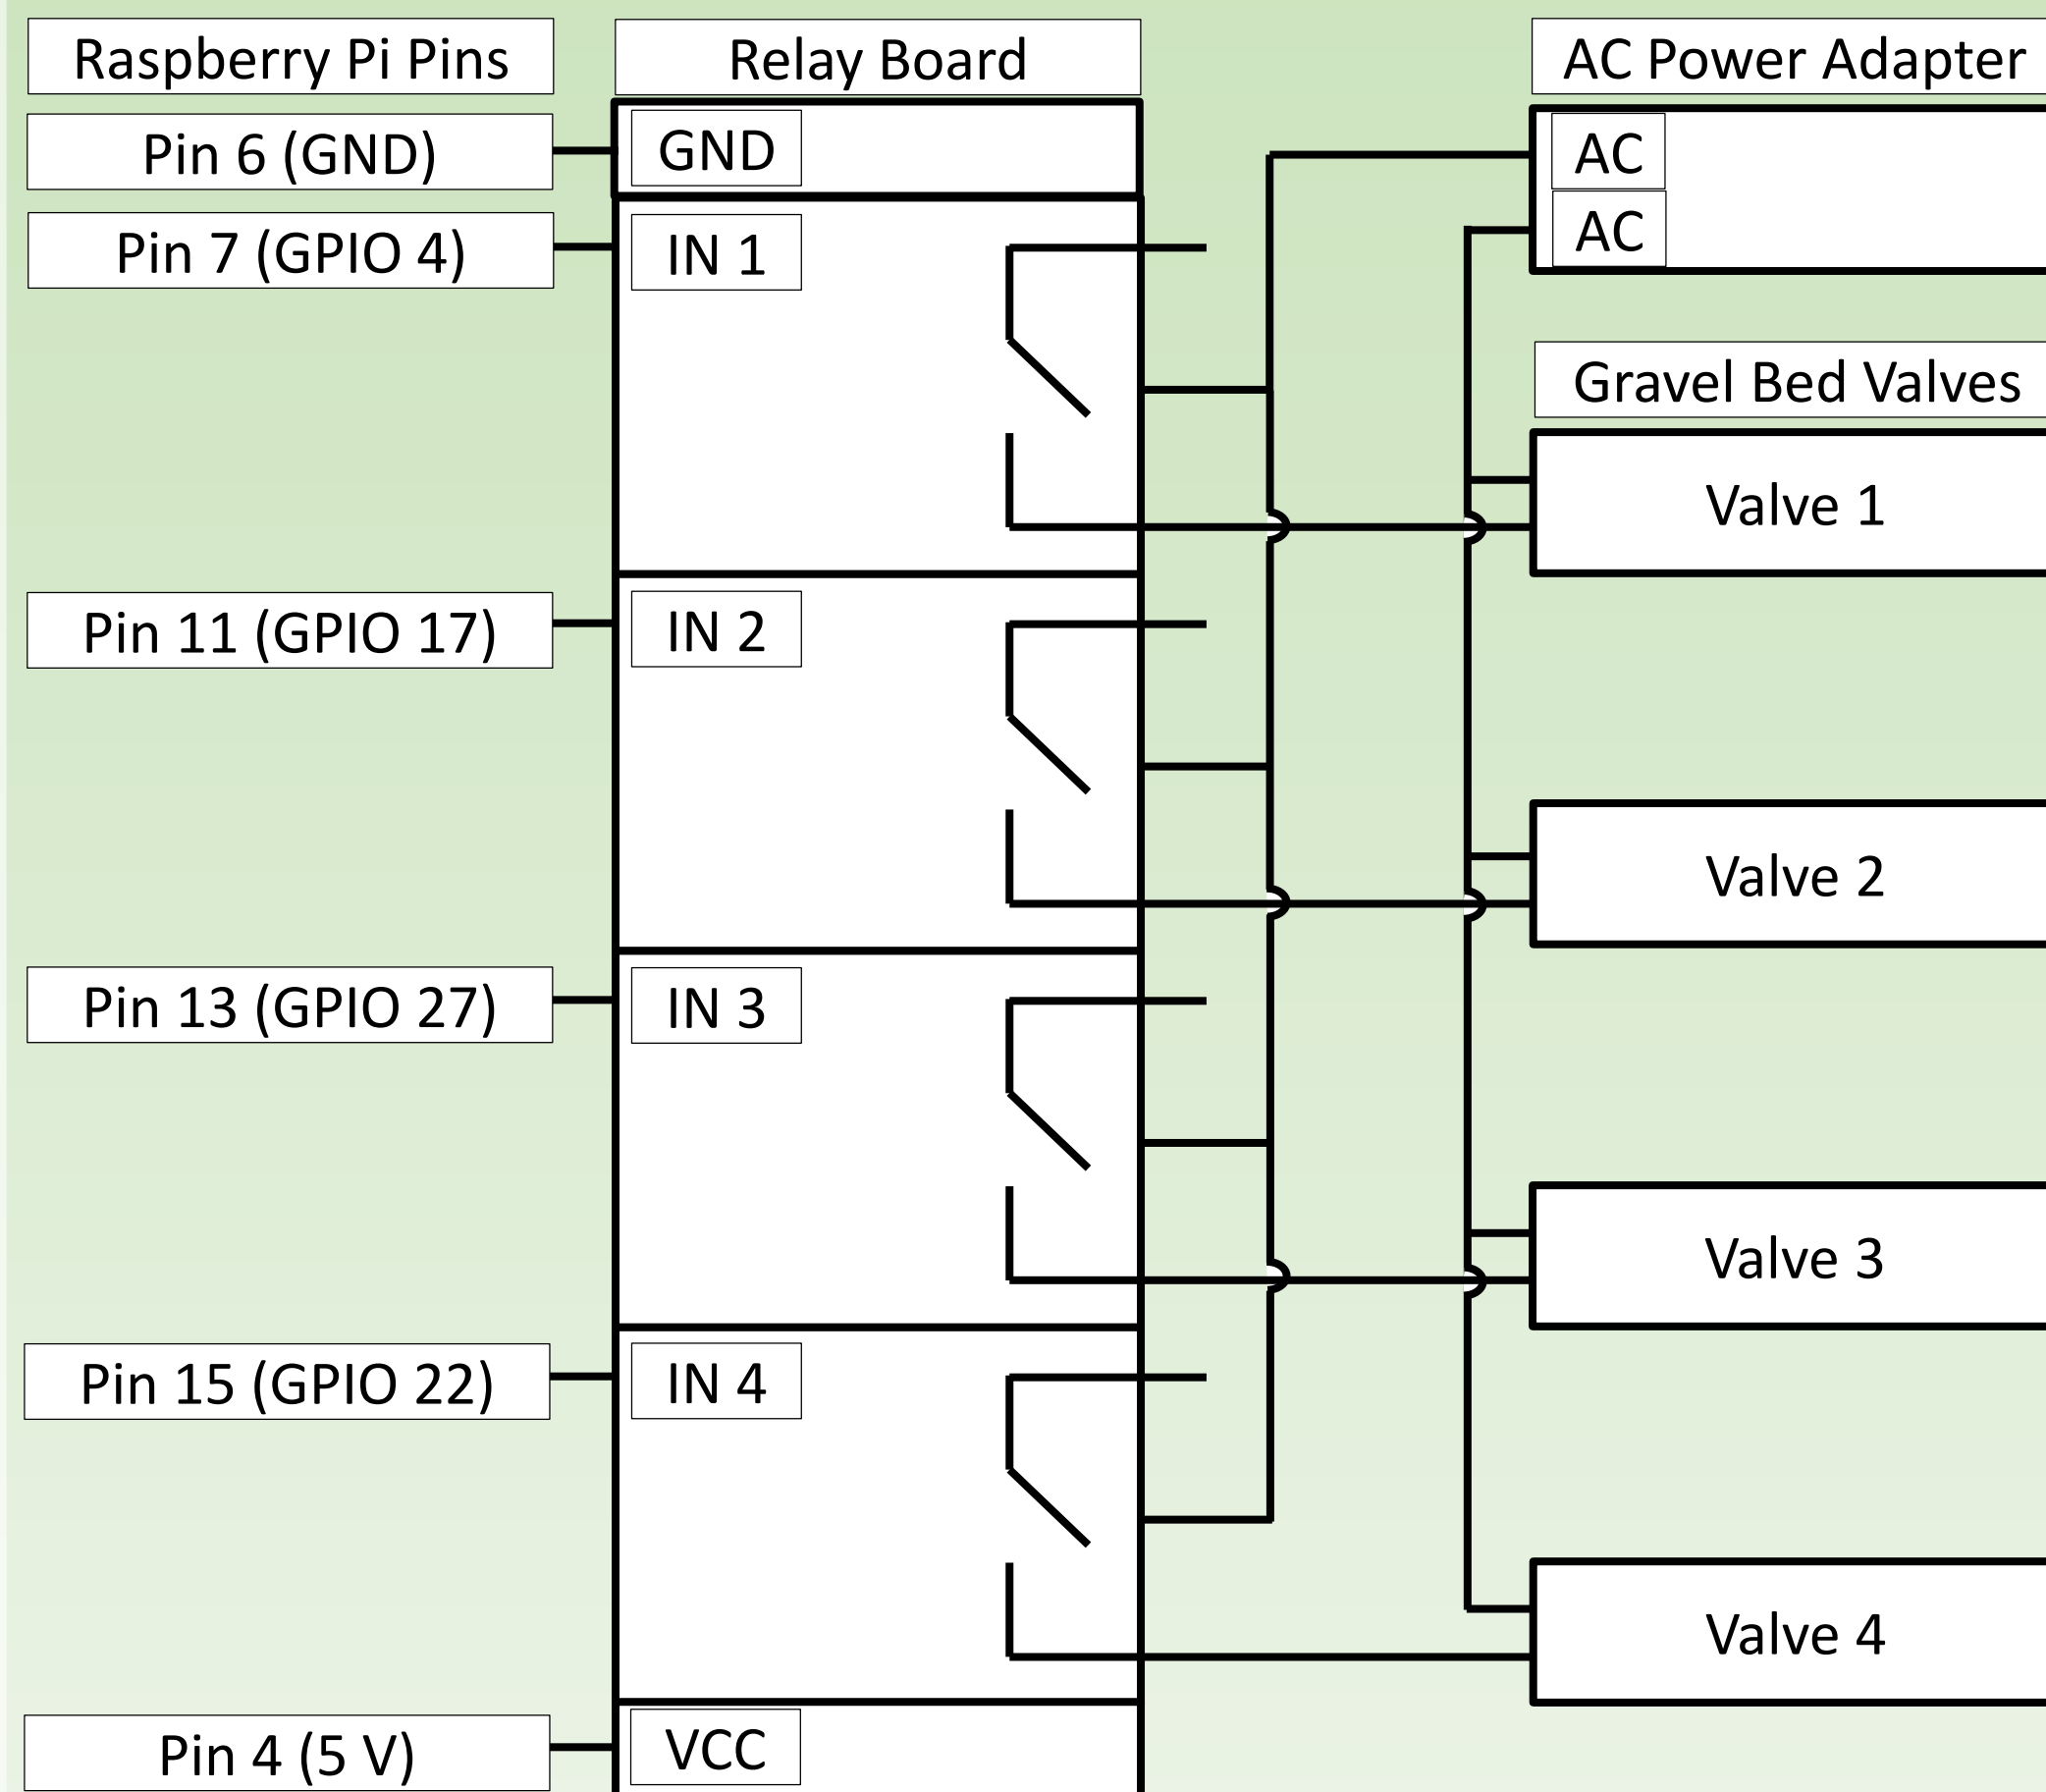 Raspberry Pi Pins
Relay Board
AC Power Adapter
Pin 6 (GND)
GND
AC
AC
Pin 7 (GPIO 4)
IN 1
Gravel Bed Valves
Valve 1
Pin 11 (GPIO 17)
IN 2
Valve 2
Pin 13 (GPIO 27)
IN 3
Valve 3
Pin 15 (GPIO 22)
IN 4
Valve 4
Pin 4 (5 V)
VCC